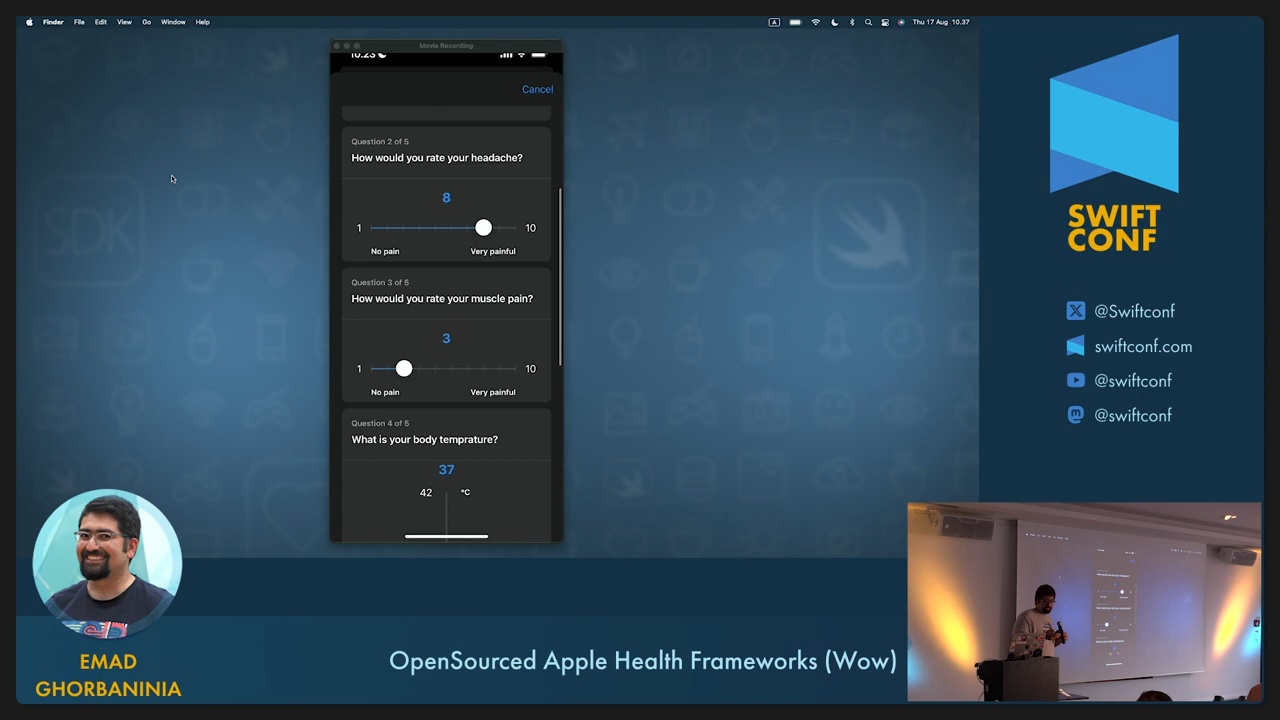 Finder File Edit View Go Window Help
A
Thu 17 Aug 10.37
Movie Recording
10.23
Cancel
Question 2 of 5
How would you rate your headache?
8
1
10
No pain
Very painful
Question 3 of 5
How would you rate your muscle pain?
3
1
10
No pain
Very painful
Question 4 of 5
What is your body temprature?
37
42
°C
SDK
SWIFT
CONF
@Swiftconf
swiftconf.com
@swiftconf
@swiftconf
EMAD
GHORBANINIA
OpenSourced Apple Health Frameworks (Wow)